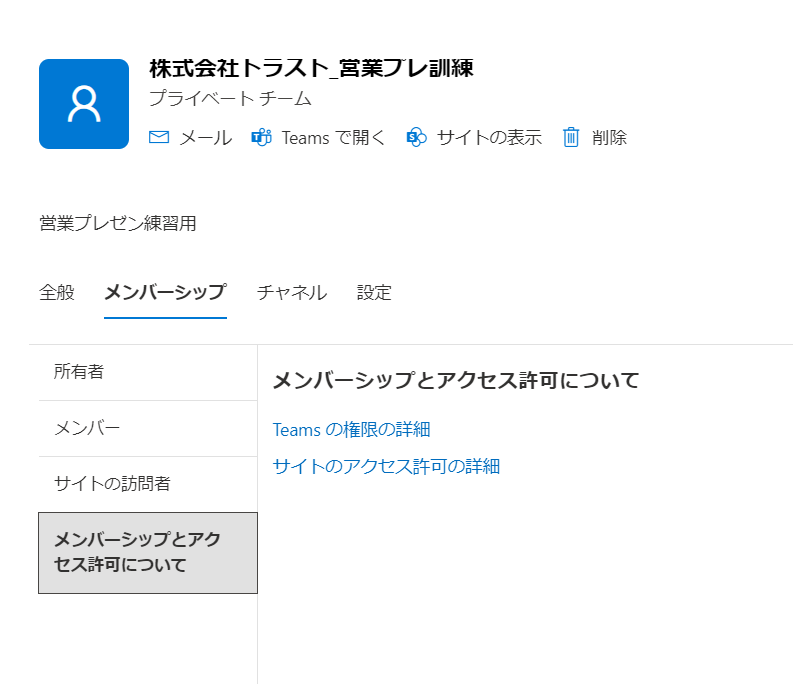 株式会社トラスト_営業プレ訓練
プライベート チーム
メール Teams で開く サイトの表示 削除
営業プレゼン練習用
全般 メンバーシップ チャネル 設定
所有者
メンバー
サイトの訪問者
メンバーシップとアク
セス許可について
メンバーシップとアクセス許可について
Teams の権限の詳細
サイトのアクセス許可の詳細